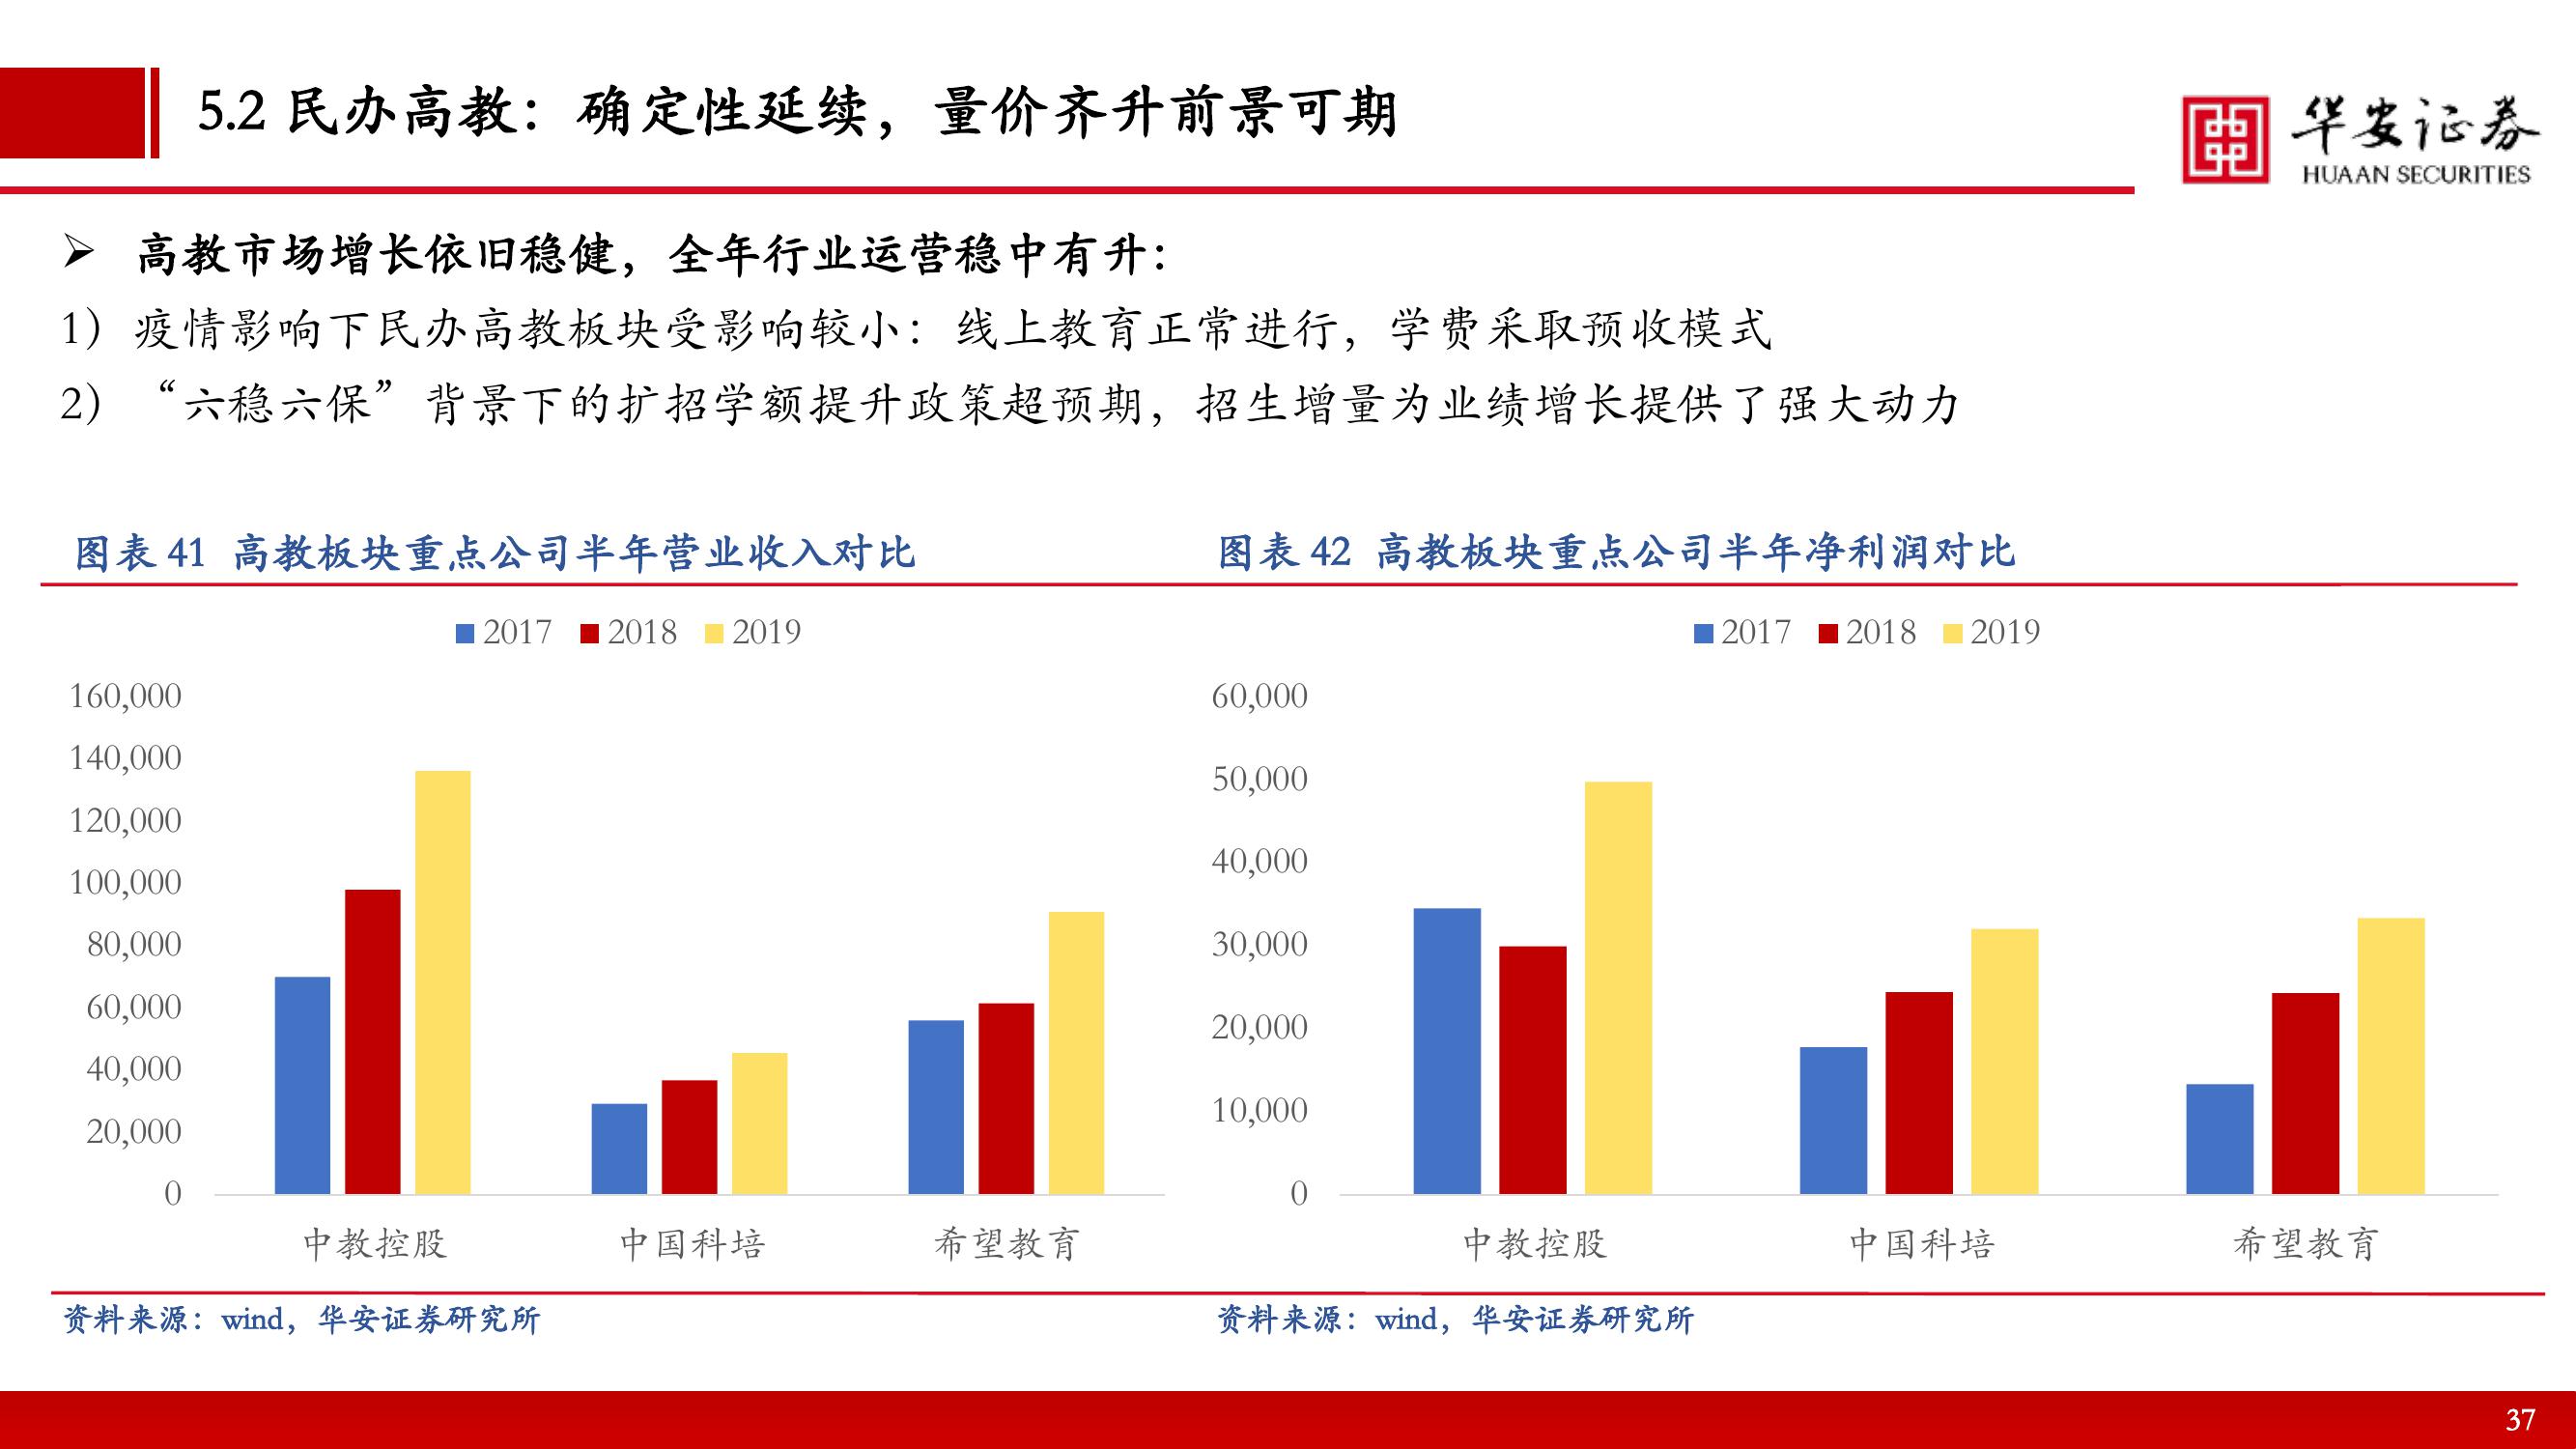 5.2 民办高教：确定性延续，量价齐升前景可期
华安证券
HUAAN SECURITIES
➢ 高教市场增长依旧稳健，全年行业运营稳中有升：
1）疫情影响下民办高教板块受影响较小：线上教育正常进行，学费采取预收模式
2）“六稳六保”背景下的扩招学额提升政策超预期，招生增量为业绩增长提供了强大动力
图表 41 高教板块重点公司半年营业收入对比
2017 2018 2019
160,000
140,000
120,000
100,000
80,000
60,000
40,000
20,000
0
中教控股 中国科培 希望教育
资料来源：wind，华安证券研究所
图表 42 高教板块重点公司半年净利润对比
2017 2018 2019
60,000
50,000
40,000
30,000
20,000
10,000
0
中教控股 中国科培 希望教育
资料来源：wind，华安证券研究所
37